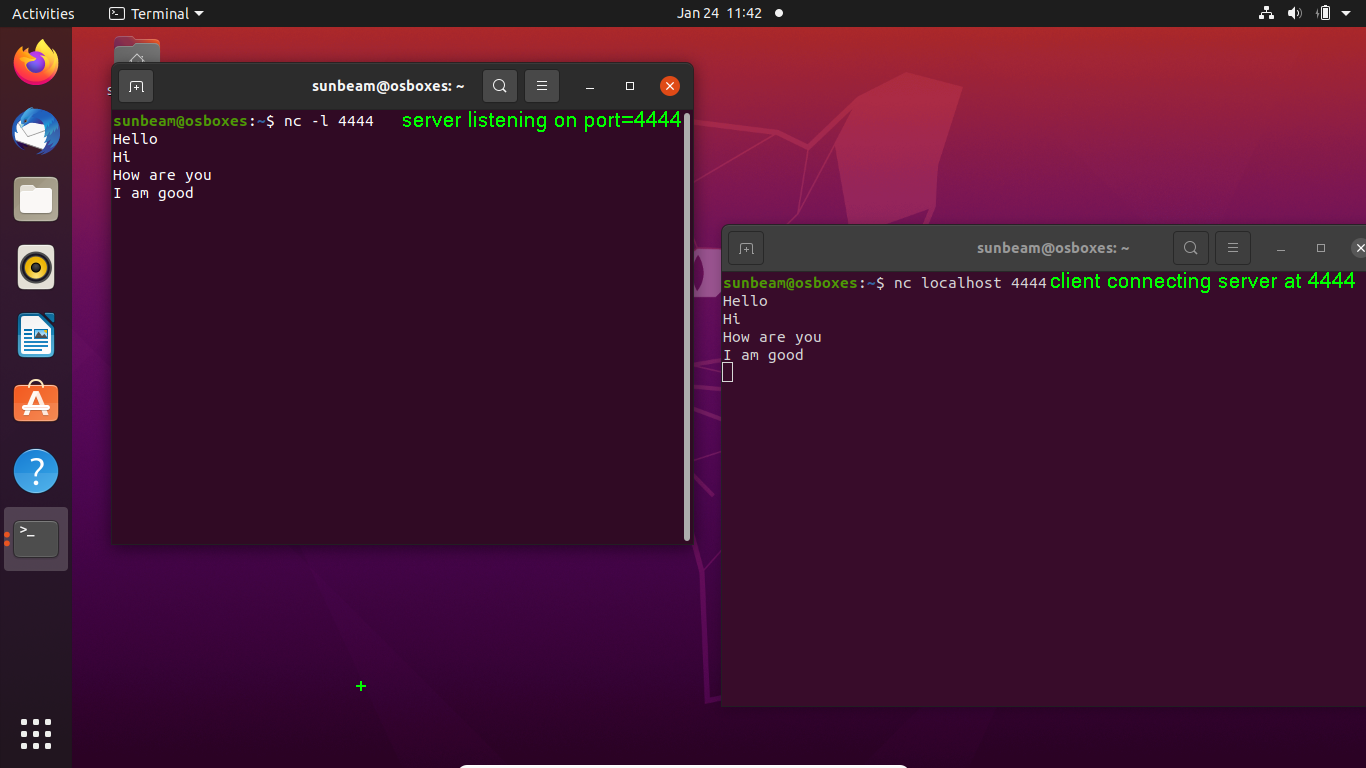 Activities Terminal Jan 24 11:42
sunbeam@osboxes: ~
sunbeam@osboxes:~$ nc -l 4444 server listening on port=4444
Hello
Hi
How are you
I am good
sunbeam@osboxes: ~
sunbeam@osboxes:~$ nc localhost 4444 client connecting server at 4444
Hello
Hi
How are you
I am good